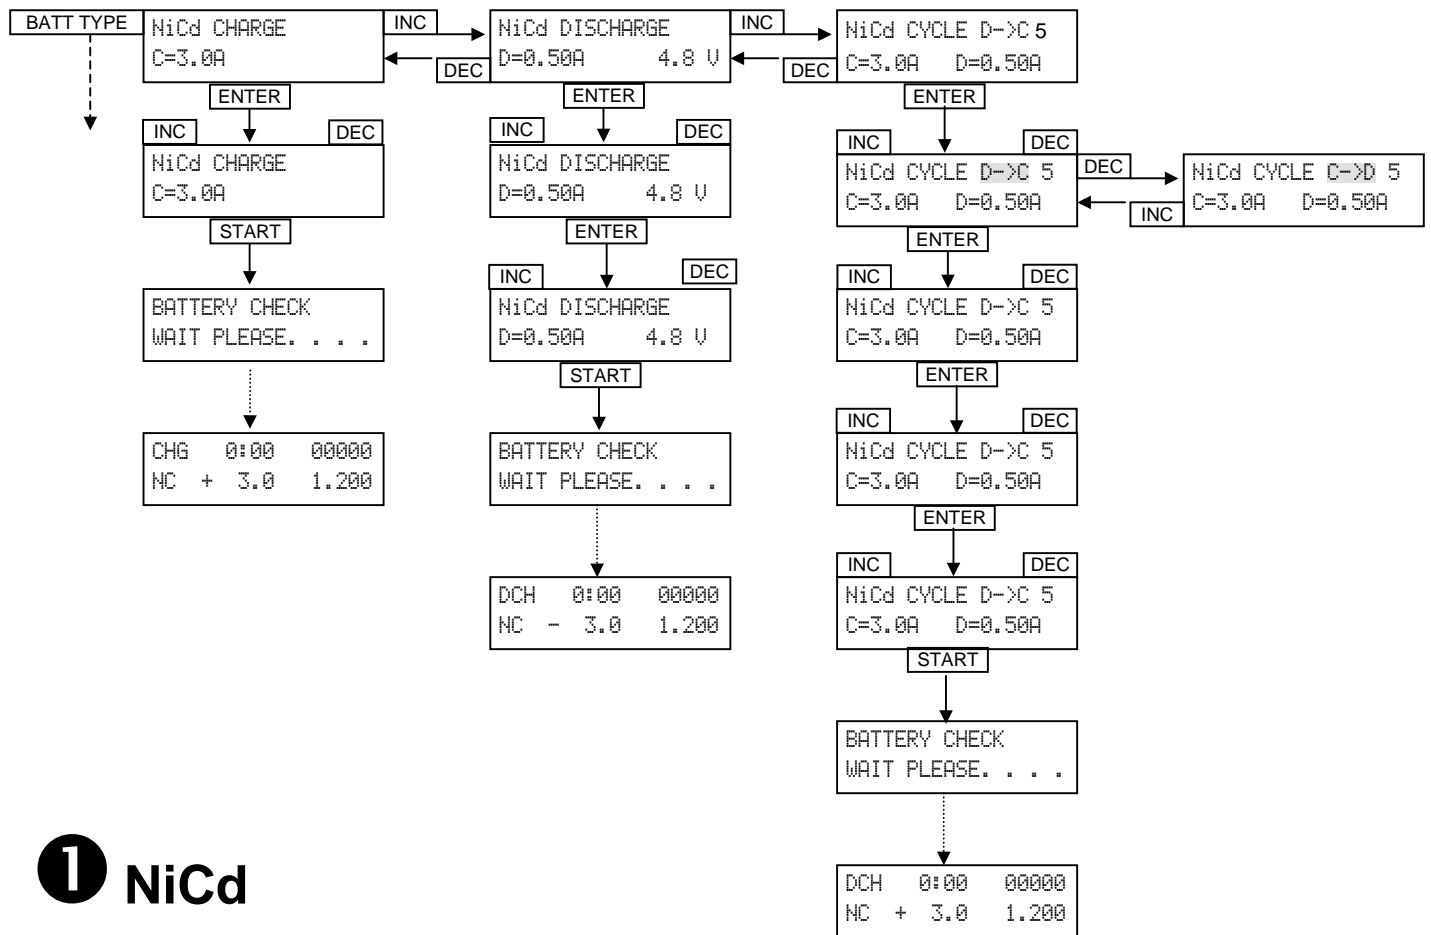 BATT TYPE
NiCd CHARGE
C=3.0A
INC
DEC
NiCd DISCHARGE
D=0.50A 4.8 V
INC
DEC
NiCd CYCLE D->C 5
C=3.0A D=0.50A
ENTER
INC DEC
NiCd CHARGE
C=3.0A
START
BATTERY CHECK
WAIT PLEASE. . . .
CHG 0:00 00000
NC + 3.0 1.200
ENTER
INC DEC
NiCd DISCHARGE
D=0.50A 4.8 V
ENTER
INC DEC
NiCd DISCHARGE
D=0.50A 4.8 V
START
BATTERY CHECK
WAIT PLEASE. . . .
DCH 0:00 00000
NC - 3.0 1.200
ENTER
INC DEC
NiCd CYCLE D->C 5
C=3.0A D=0.50A
DEC
INC
NiCd CYCLE C->D 5
C=3.0A D=0.50A
ENTER
INC DEC
NiCd CYCLE D->C 5
C=3.0A D=0.50A
ENTER
INC DEC
NiCd CYCLE D->C 5
C=3.0A D=0.50A
ENTER
INC DEC
NiCd CYCLE D->C 5
C=3.0A D=0.50A
START
BATTERY CHECK
WAIT PLEASE. . . .
DCH 0:00 00000
NC + 3.0 1.200
❶ NiCd